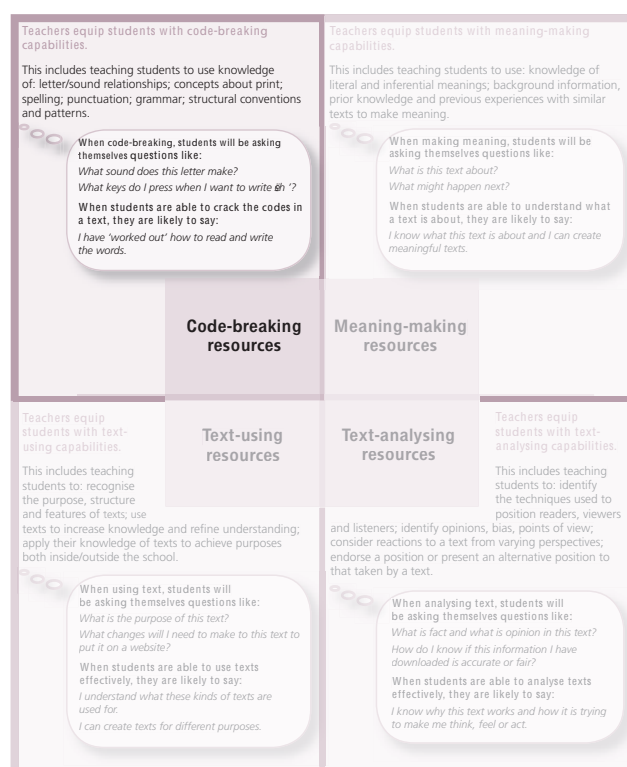 Teachers equip students with code-breaking
capabilities.
This includes teaching students to use knowledge
of: letter/sound relationships; concepts about print;
spelling; punctuation; grammar; structural conventions
and patterns.
When code-breaking, students will be asking
themselves questions like:
What sound does this letter make?
What keys do I press when I want to write
When students are able to crack the codes in
a text, they are likely to say:
I have ‘worked out’ how to read and write
the words.
Teachers equip students with meaning-making
capabilities.
This includes teaching students to use: knowledge of
literal and inferential meanings; background information,
prior knowledge and previous experiences with similar
texts to make meaning.
When making meaning, students will be
asking themselves questions like:
What is this text about?
What might happen next?
When students are able to understand what
a text is about, they are likely to say:
I know what this text is about and I can create
meaningful texts.
Code-breaking
resources
Meaning-making
resources
Text-using
resources
Text-analysing
resources
Teachers equip
students with text-
using capabilities.
This includes teaching
students to: recognise
the purpose, structure
and features of texts; use
texts to increase knowledge and refine understanding;
apply their knowledge of texts to achieve purposes
both inside/outside the school.
When using text, students will
be asking themselves questions like:
What is the purpose of this text?
What changes will I need to make to this text to
put it on a website?
When students are able to use texts
effectively, they are likely to say:
I understand what these kinds of texts are
used for.
I can create texts for different purposes.
Teachers equip
students with text-
analysing capabilities.
This includes teaching
students to: identify
the techniques used to
position readers, viewers
and listeners; identify opinions, bias, points of view;
consider reactions to a text from varying perspectives;
endorse a position or present an alternative position to
that taken by a text.
When analysing text, students will
be asking themselves questions like:
What is fact and what is opinion in this text?
How do I know if this information I have
downloaded is accurate or fair?
When students are able to analyse texts
effectively, they are likely to say:
I know why this text works and how it is trying
to make me think, feel or act.